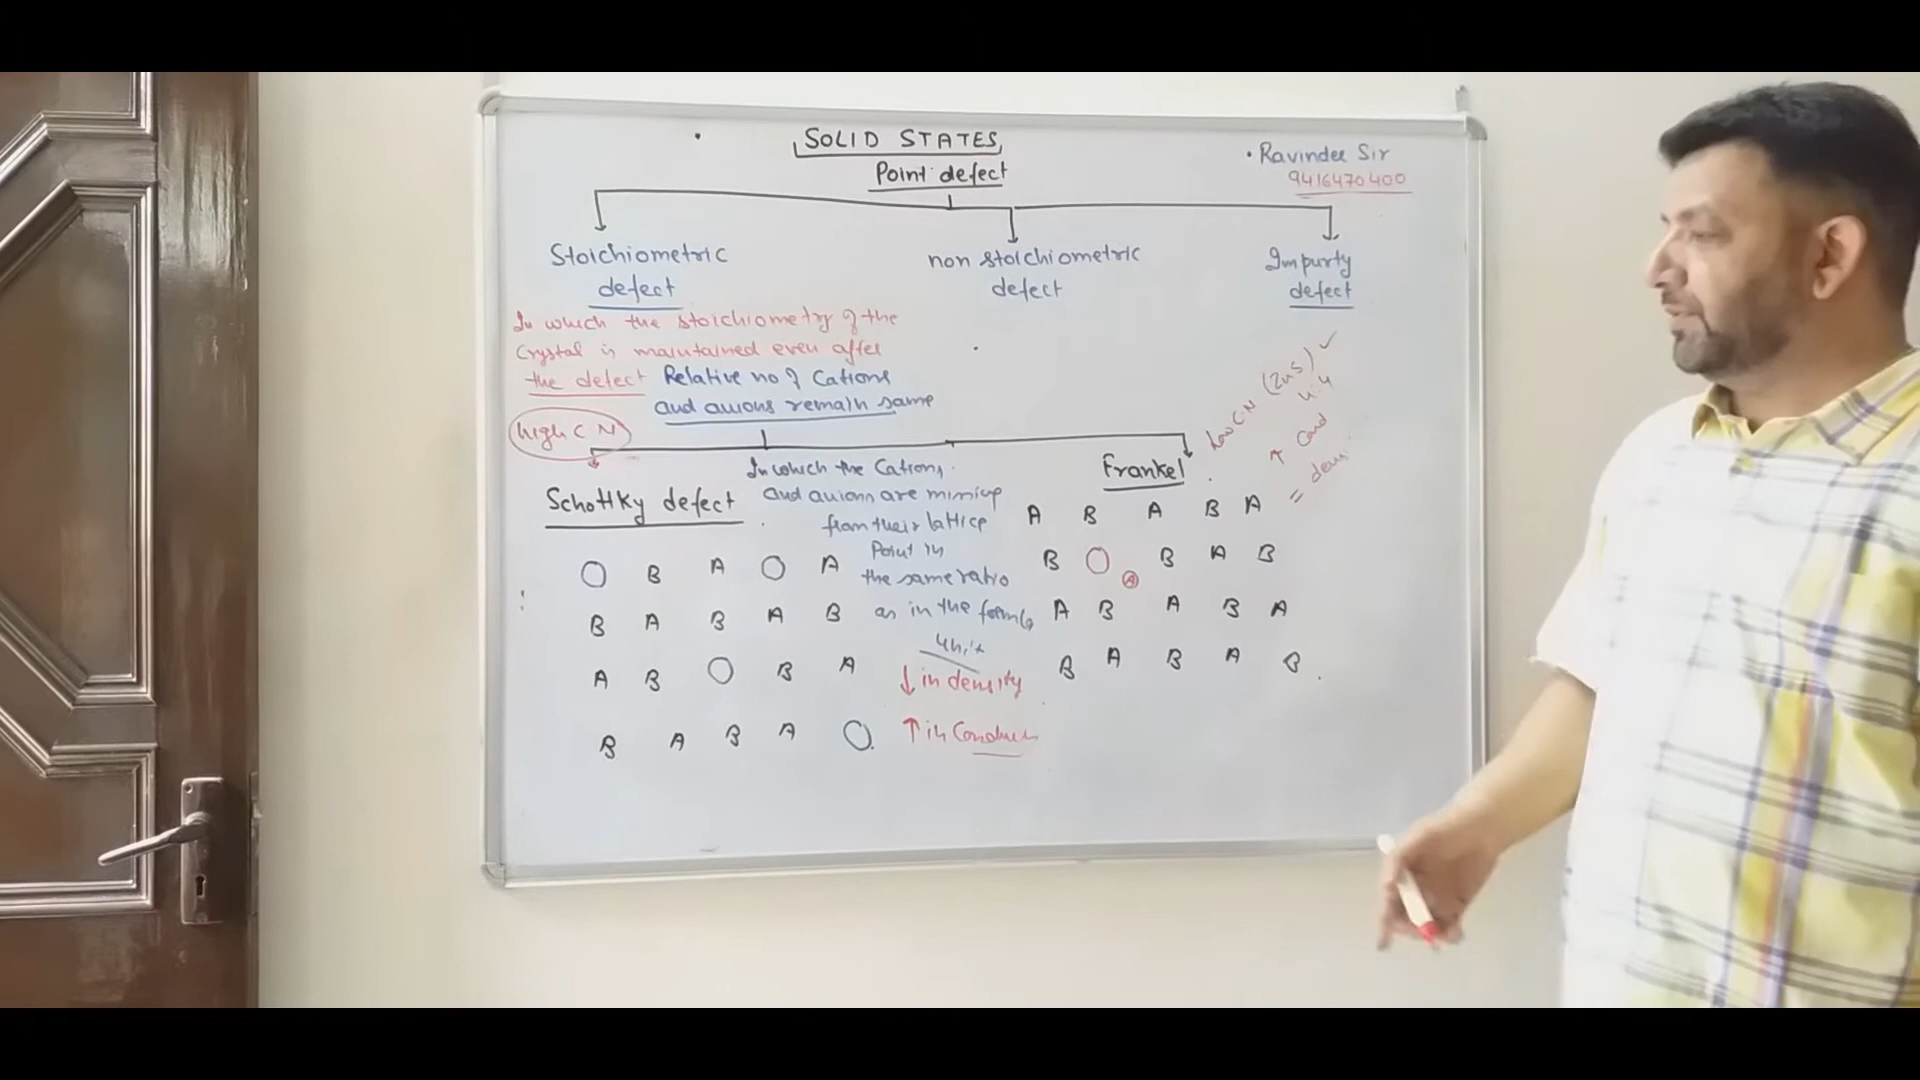 SOLID STATES
Point defect
• Ravinder Sir
9416470400
Stoichiometric
defect
non stoichiometric
defect
Impurty
defect
In which the stoichiometry of the
Crystal is maintained even after
the defect Relative no of Cations
and anions remain same
high C N
Schottky defect
In which the Cations
and anions are missing
from their lattice
Point in
the same ratio
as in the formla
unit
↓ in density
↑ in Conduc
O B A O A
B A B A B
A B O B A
B A B A O
Frankel
Low C.N (ZnS) ✓
4:4
↑ Cond
= den
A B A B A
B O B A B
A
A B A B A
B A B A B